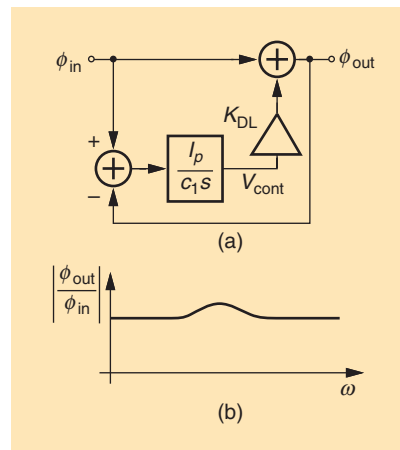 ϕin
ϕout
+
KDL
+
+
−
Ip
c1s
Vcont
(a)
|ϕout
ϕin|
ω
(b)